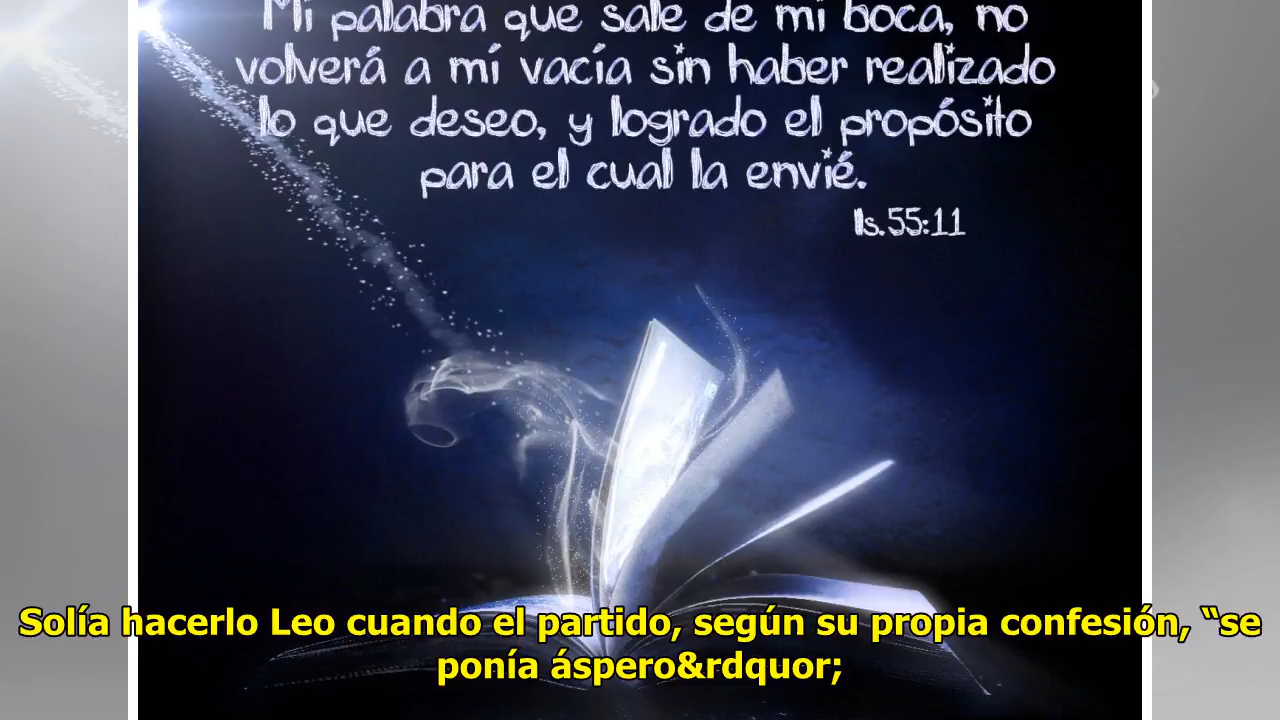 Mi palabra que sale de mi boca, no
volverá a mí vacía sin haber realizado
lo que deseo, y logrado el propósito
para el cual la envié.
Is.55:11
Solía hacerlo Leo cuando el partido, según su propia confesión, “se
ponía áspero&rdquor;